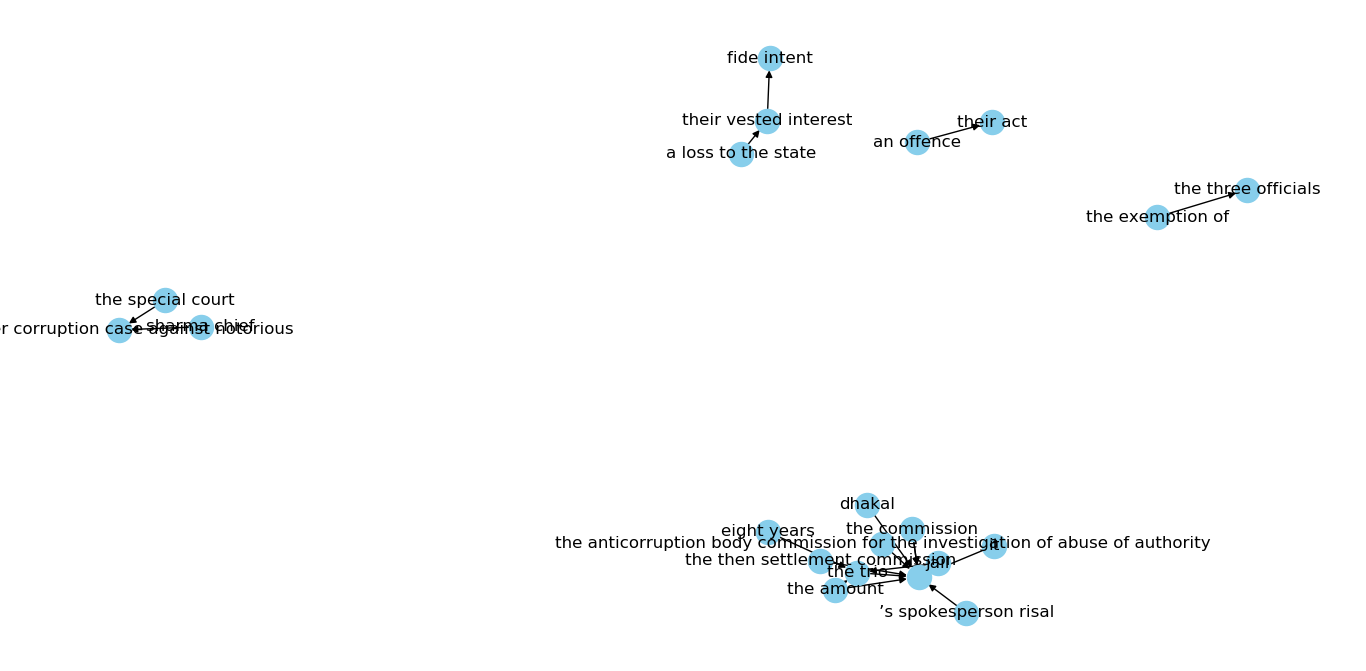 fide intent
their vested interest
a loss to the state
their act
an offence
the three officials
the exemption of
the special court
sharma chief
corruption case against notorious
dhakal
the commission
eight years
the anticorruption body commission for the investigation of abuse of authority
it
the then settlement commission
jail
the trio
the amount
’s spokesperson risal